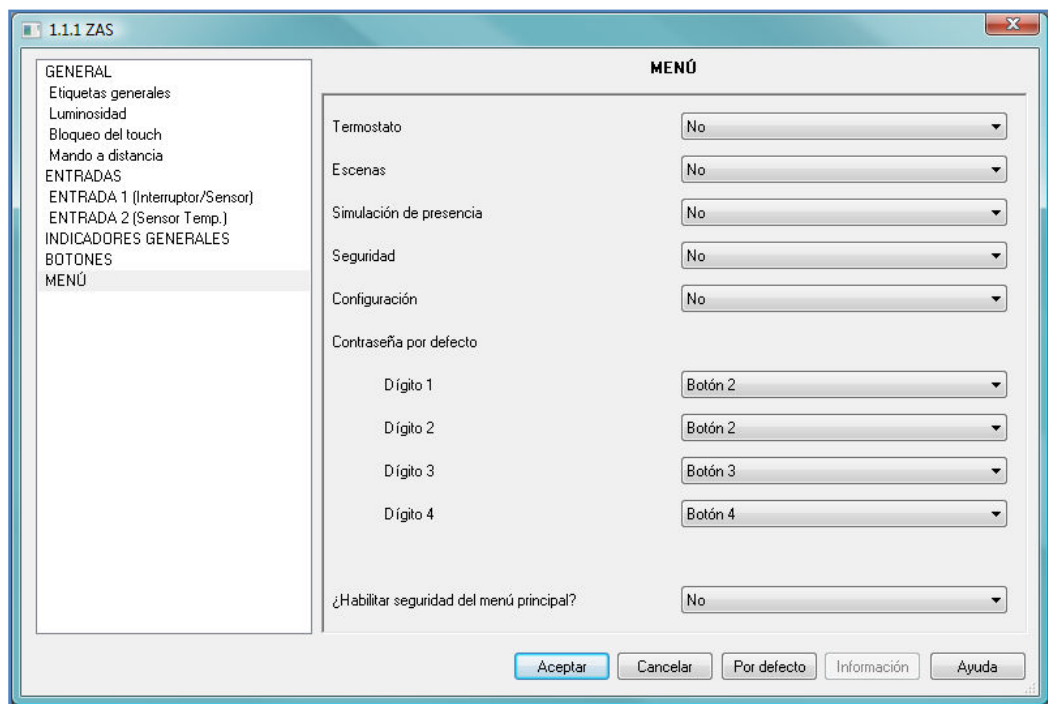 1.1.1 ZAS
GENERAL
Etiquetas generales
Luminosidad
Bloqueo del touch
Mando a distancia
ENTRADAS
ENTRADA 1 (Interruptor/Sensor)
ENTRADA 2 (Sensor Temp.)
INDICADORES GENERALES
BOTONES
MENÚ
MENÚ
Termostato No
Escenas No
Simulación de presencia No
Seguridad No
Configuración No
Contraseña por defecto
Dígito 1 Botón 2
Dígito 2 Botón 2
Dígito 3 Botón 3
Dígito 4 Botón 4
¿Habilitar seguridad del menú principal? No
Aceptar Cancelar Por defecto Información Ayuda